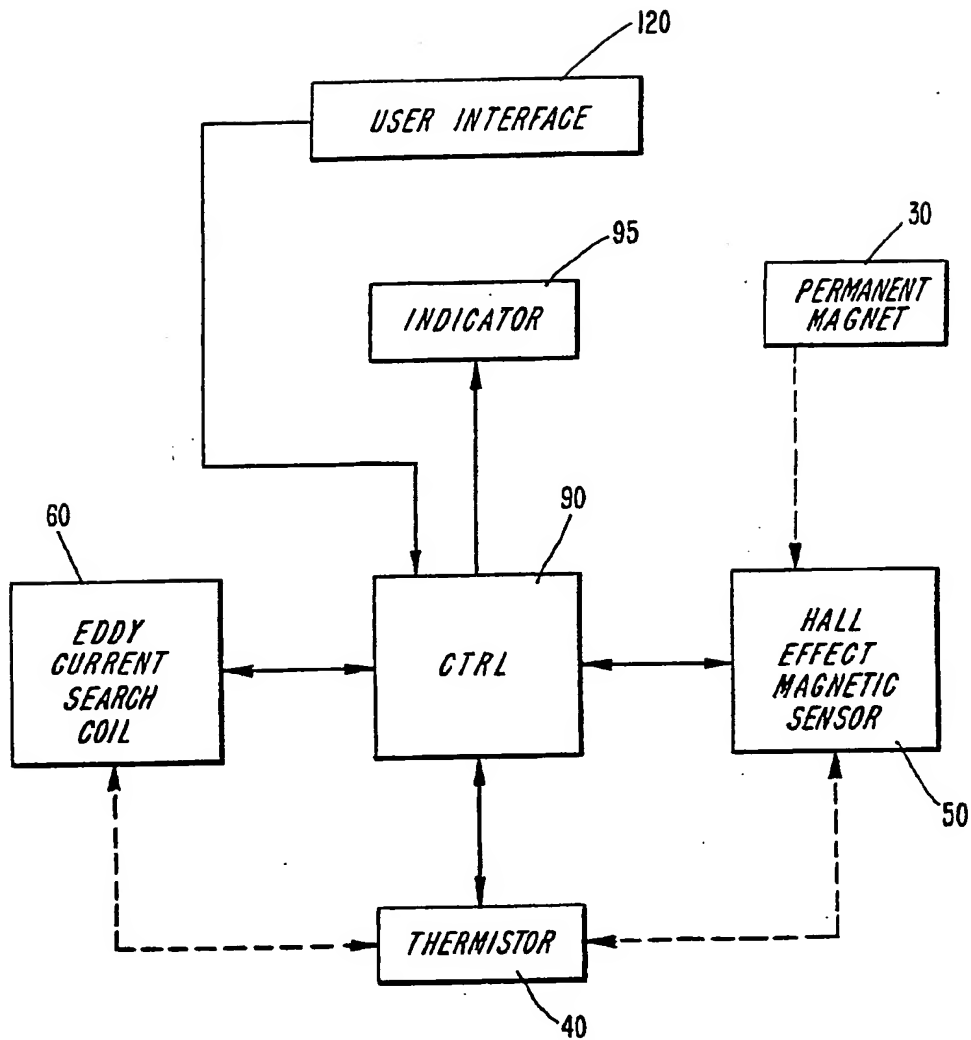 120
USER INTERFACE
95
INDICATOR
30
PERMANENT
MAGNET
60
EDDY
CURRENT
SEARCH
COIL
90
CTRL
HALL
EFFECT
MAGNETIC
SENSOR
50
THERMISTOR
40